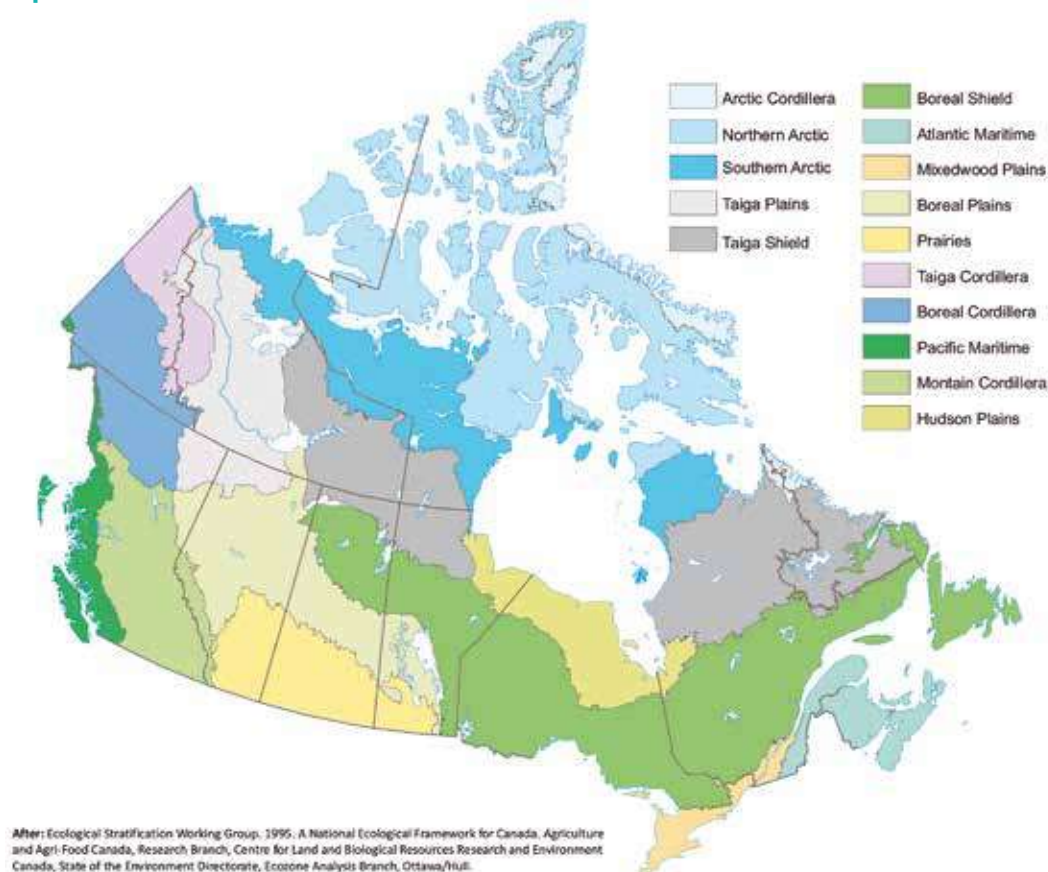 Arctic Cordillera
Northern Arctic
Southern Arctic
Taiga Plains
Taiga Shield
Boreal Shield
Atlantic Maritime
Mixedwood Plains
Boreal Plains
Prairies
Taiga Cordillera
Boreal Cordillera
Pacific Maritime
Montain Cordillera
Hudson Plains
After: Ecological Stratification Working Group. 1995. A National Ecological Framework for Canada. Agriculture
and Agri-Food Canada, Research Branch, Centre for Land and Biological Resources Research and Environment
Canada, State of the Environment Directorate, Ecozone Analysis Branch, Ottawa/Hull.